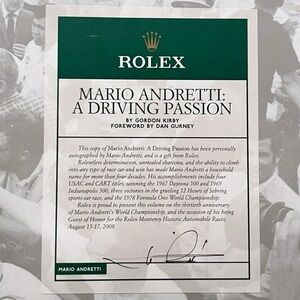 ROLEX
MARIO ANDRETTI:
A DRIVING PASSION
BY GORDON KIRBY
FOREWORD BY DAN GURNEY
This copy of Mario Andretti: A Driving Passion has been personally
autographed by Mario Andretti, and is a gift from Rolex.
Relentless determination, unrivaled charisma, and the ability to climb
into any type of race car and win has made Mario Andretti a household
name for more than four decades. His accomplishments include four
USAC and CART titles; winning the 1967 Daytona 500 and 1969
Indianapolis 500; three victories in the grueling 12 Hours of Sebring
sports car race, and the 1978 Formula One World Championship.
Rolex is proud to present this volume on the thirtieth anniversary
of Mario Andretti's World Championship, and the occasion of his being
Guest of Honor for the Rolex Monterey Historic Automobile Races,
August 15-17, 2008.
MARIO ANDRETTI